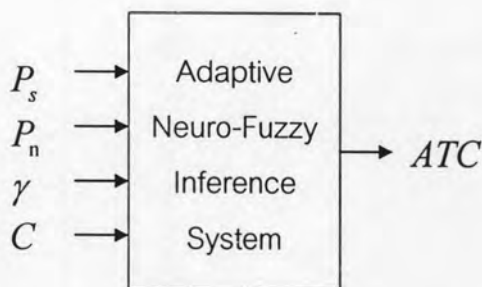 P_s Adaptive
P_n Neuro-Fuzzy
ATC
γ Inference
C System